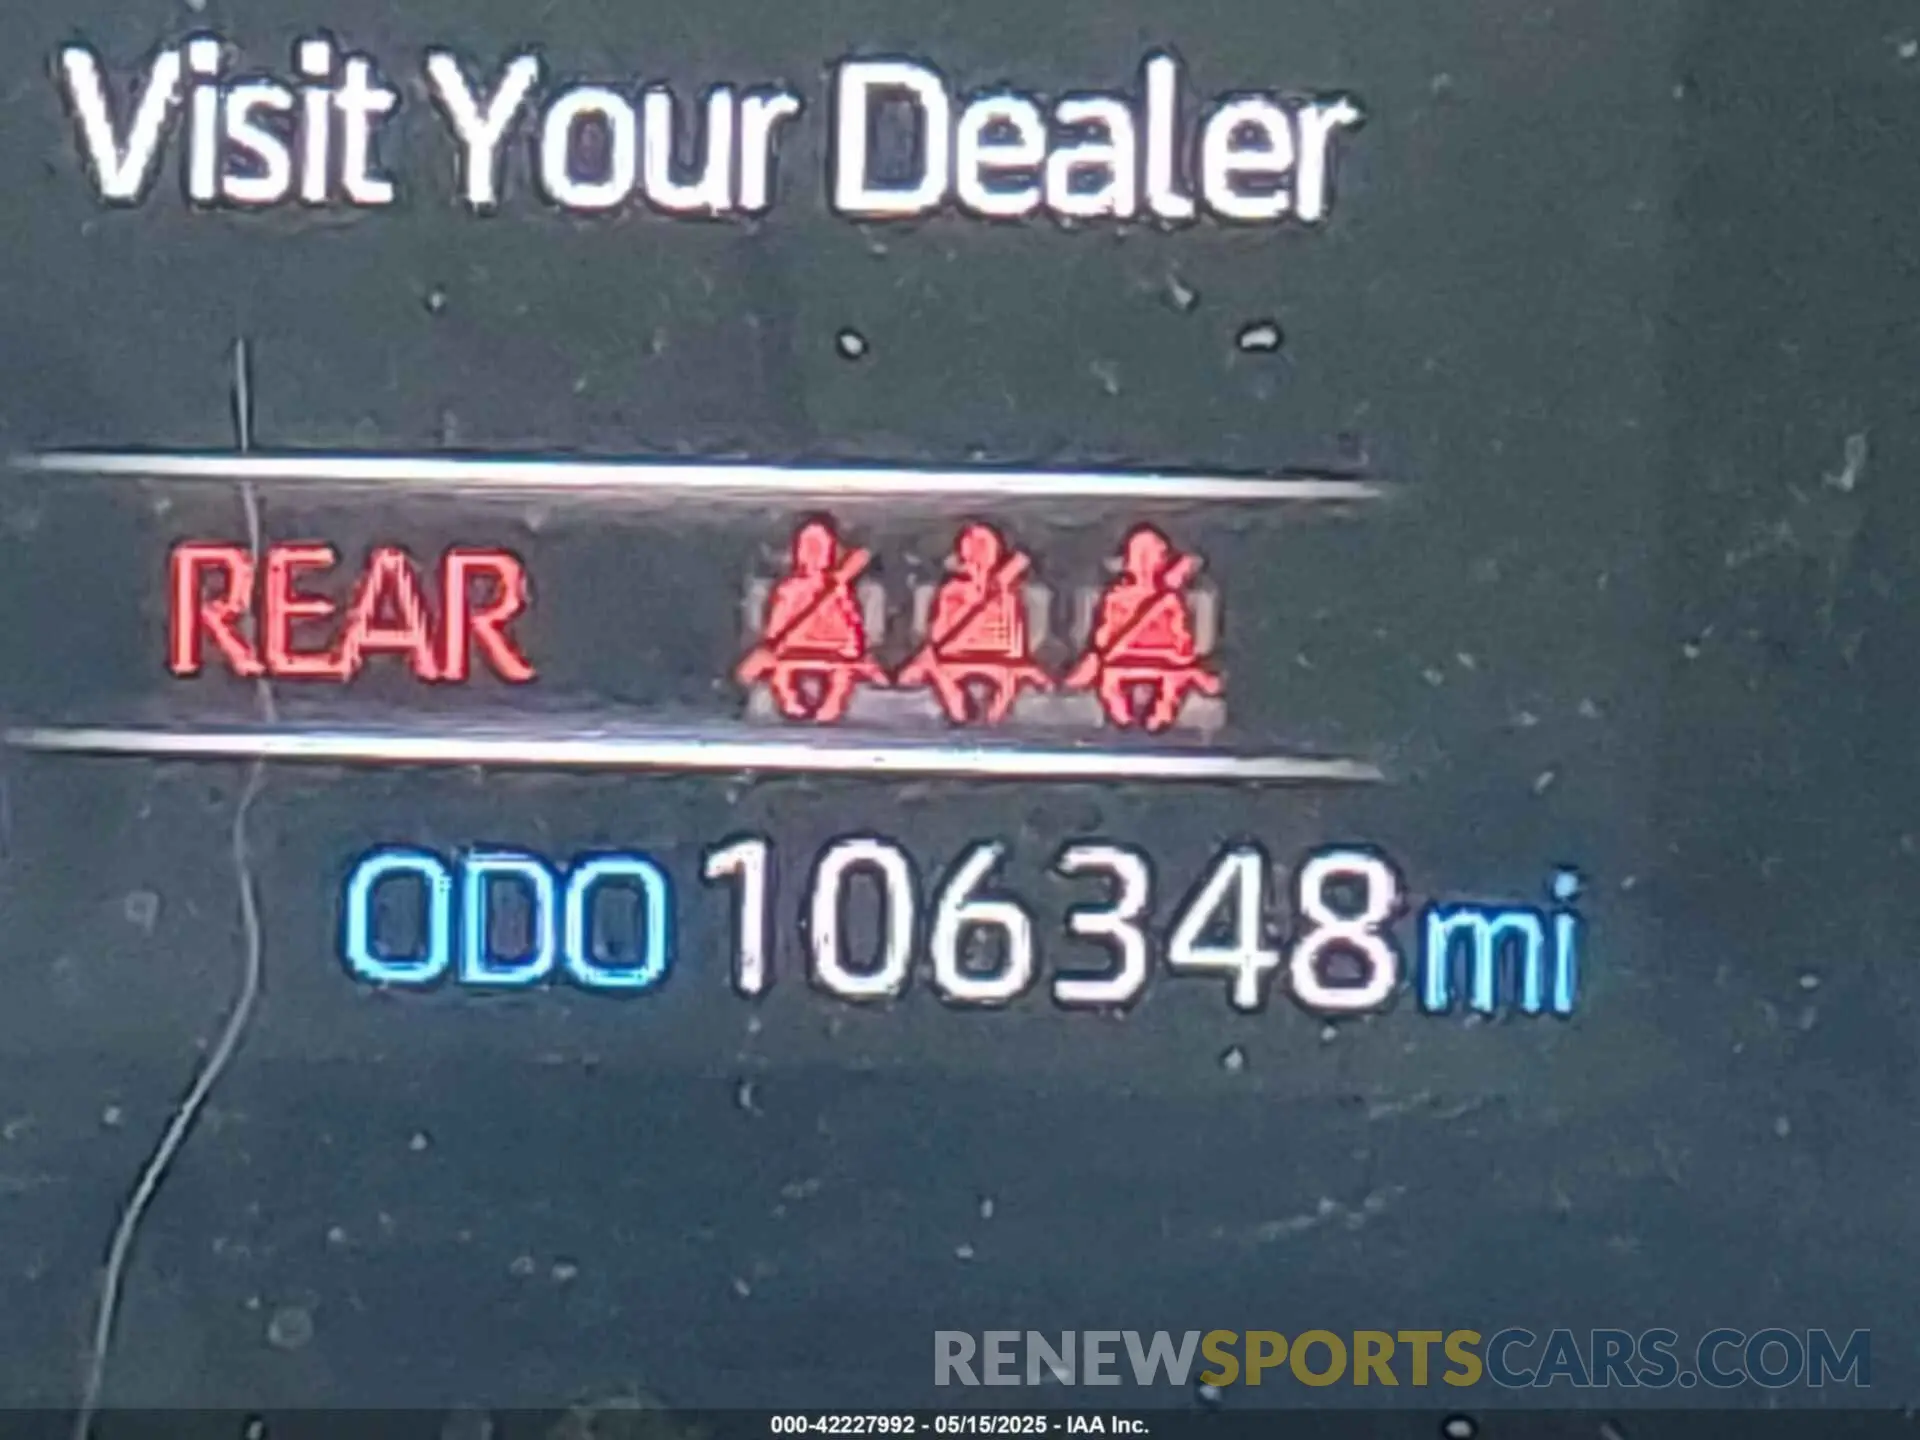 Visit Your Dealer
REAR
ODO 106348 mi
RENEWSPORTSCARS.COM
000-42227992 - 05/15/2025 - IAA Inc.